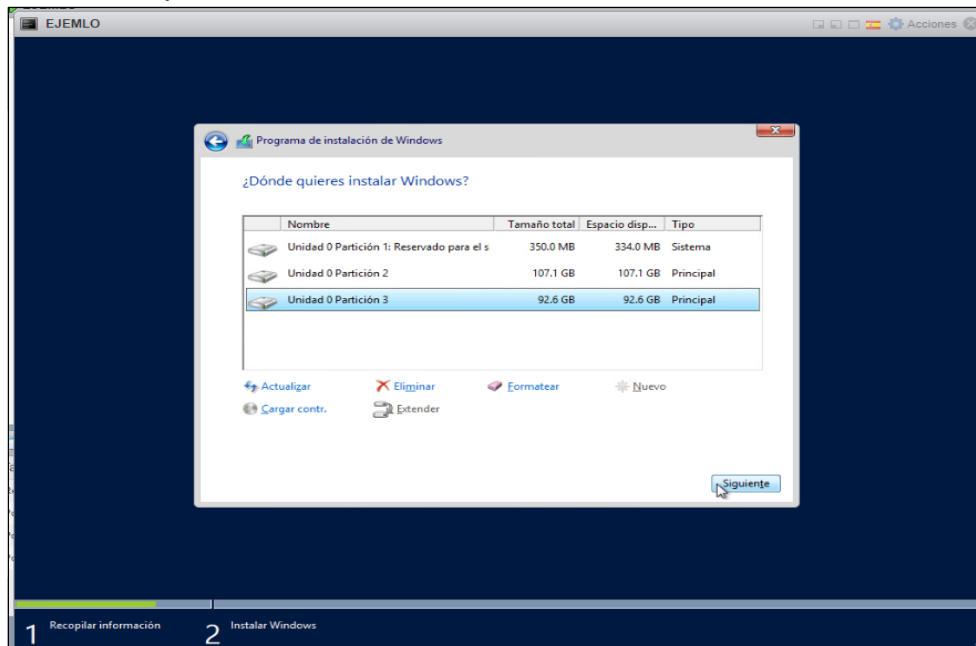 EJEMLO
Acciones
Programa de instalación de Windows
¿Dónde quieres instalar Windows?
Nombre Tamaño total Espacio disp... Tipo
Unidad 0 Partición 1: Reservado para el s 350.0 MB 334.0 MB Sistema
Unidad 0 Partición 2 107.1 GB 107.1 GB Principal
Unidad 0 Partición 3 92.6 GB 92.6 GB Principal
Actualizar Eliminar Formatear Nuevo
Cargar contr. Extender
Siguiente
1 Recopilar información 2 Instalar Windows